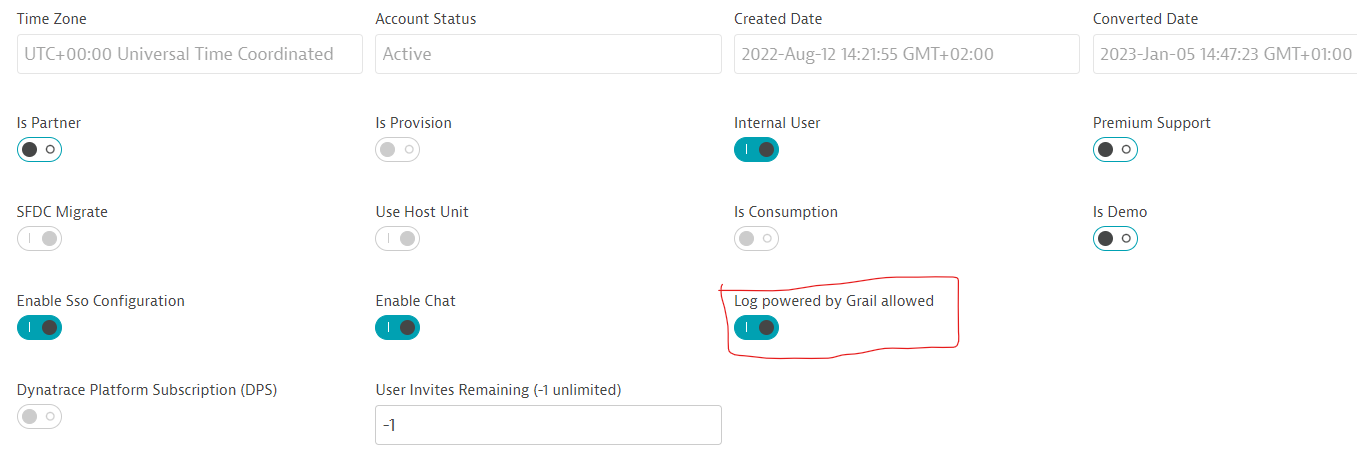 Time Zone Account Status Created Date Converted Date
UTC+00:00 Universal Time Coordinated Active 2022-Aug-12 14:21:55 GMT+02:00 2023-Jan-05 14:47:23 GMT+01:00
Is Partner Is Provision Internal User Premium Support
SFDC Migrate Use Host Unit Is Consumption Is Demo
Enable Sso Configuration Enable Chat Log powered by Grail allowed
Dynatrace Platform Subscription (DPS) User Invites Remaining (-1 unlimited)
-1